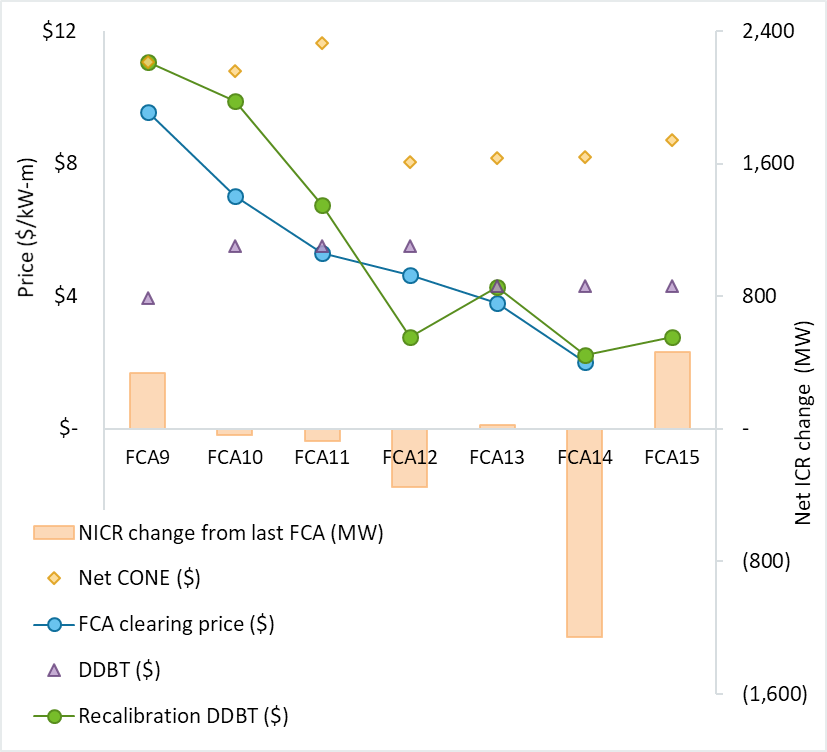 $12
$8
$4
$-
Price ($/kW-m)
2,400
1,600
800
-
(800)
(1,600)
Net ICR change (MW)
FCA9
FCA10
FCA11
FCA12
FCA13
FCA14
FCA15
NICR change from last FCA (MW)
Net CONE ($)
FCA clearing price ($)
DDBT ($)
Recalibration DDBT ($)